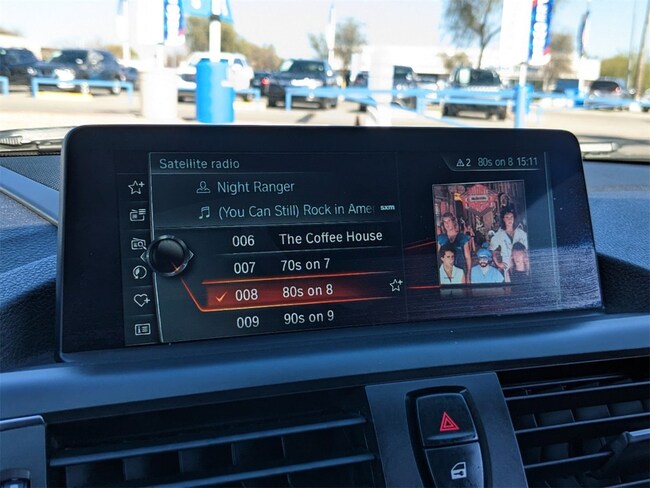 Satellite radio
2 80s on 8 15:11
Night Ranger
(You Can Still) Rock in Amer
sxm
006 The Coffee House
007 70s on 7
008 80s on 8
009 90s on 9